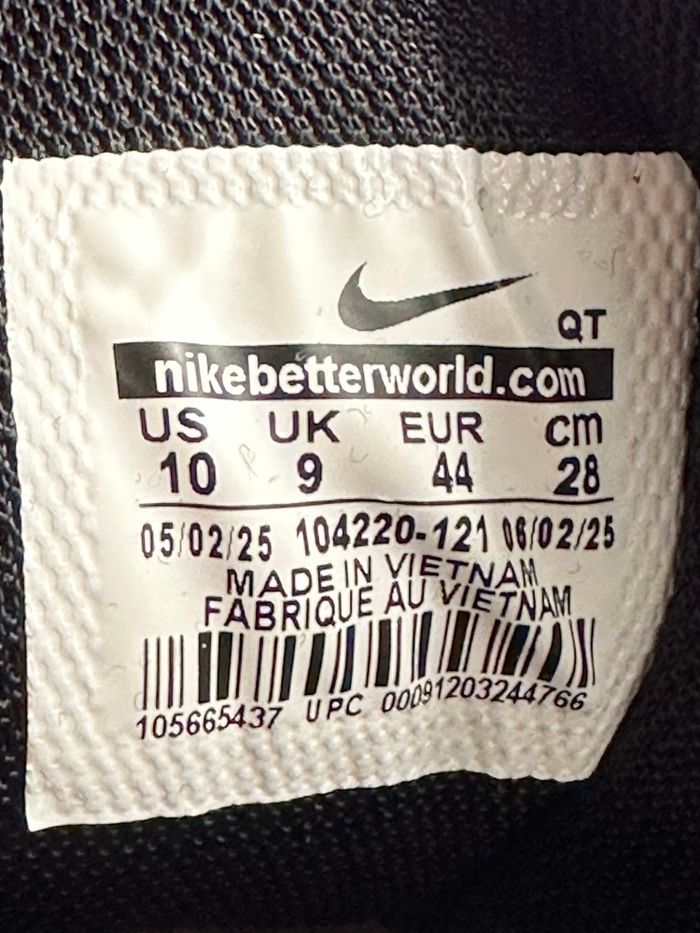 QT
nikebetterworld.com
US UK EUR cm
10 9 44 28
05/02/25 104220-121 06/02/25
MADE IN VIETNAM
FABRIQUE AU VIETNAM
105665437 UPC 00091203244766